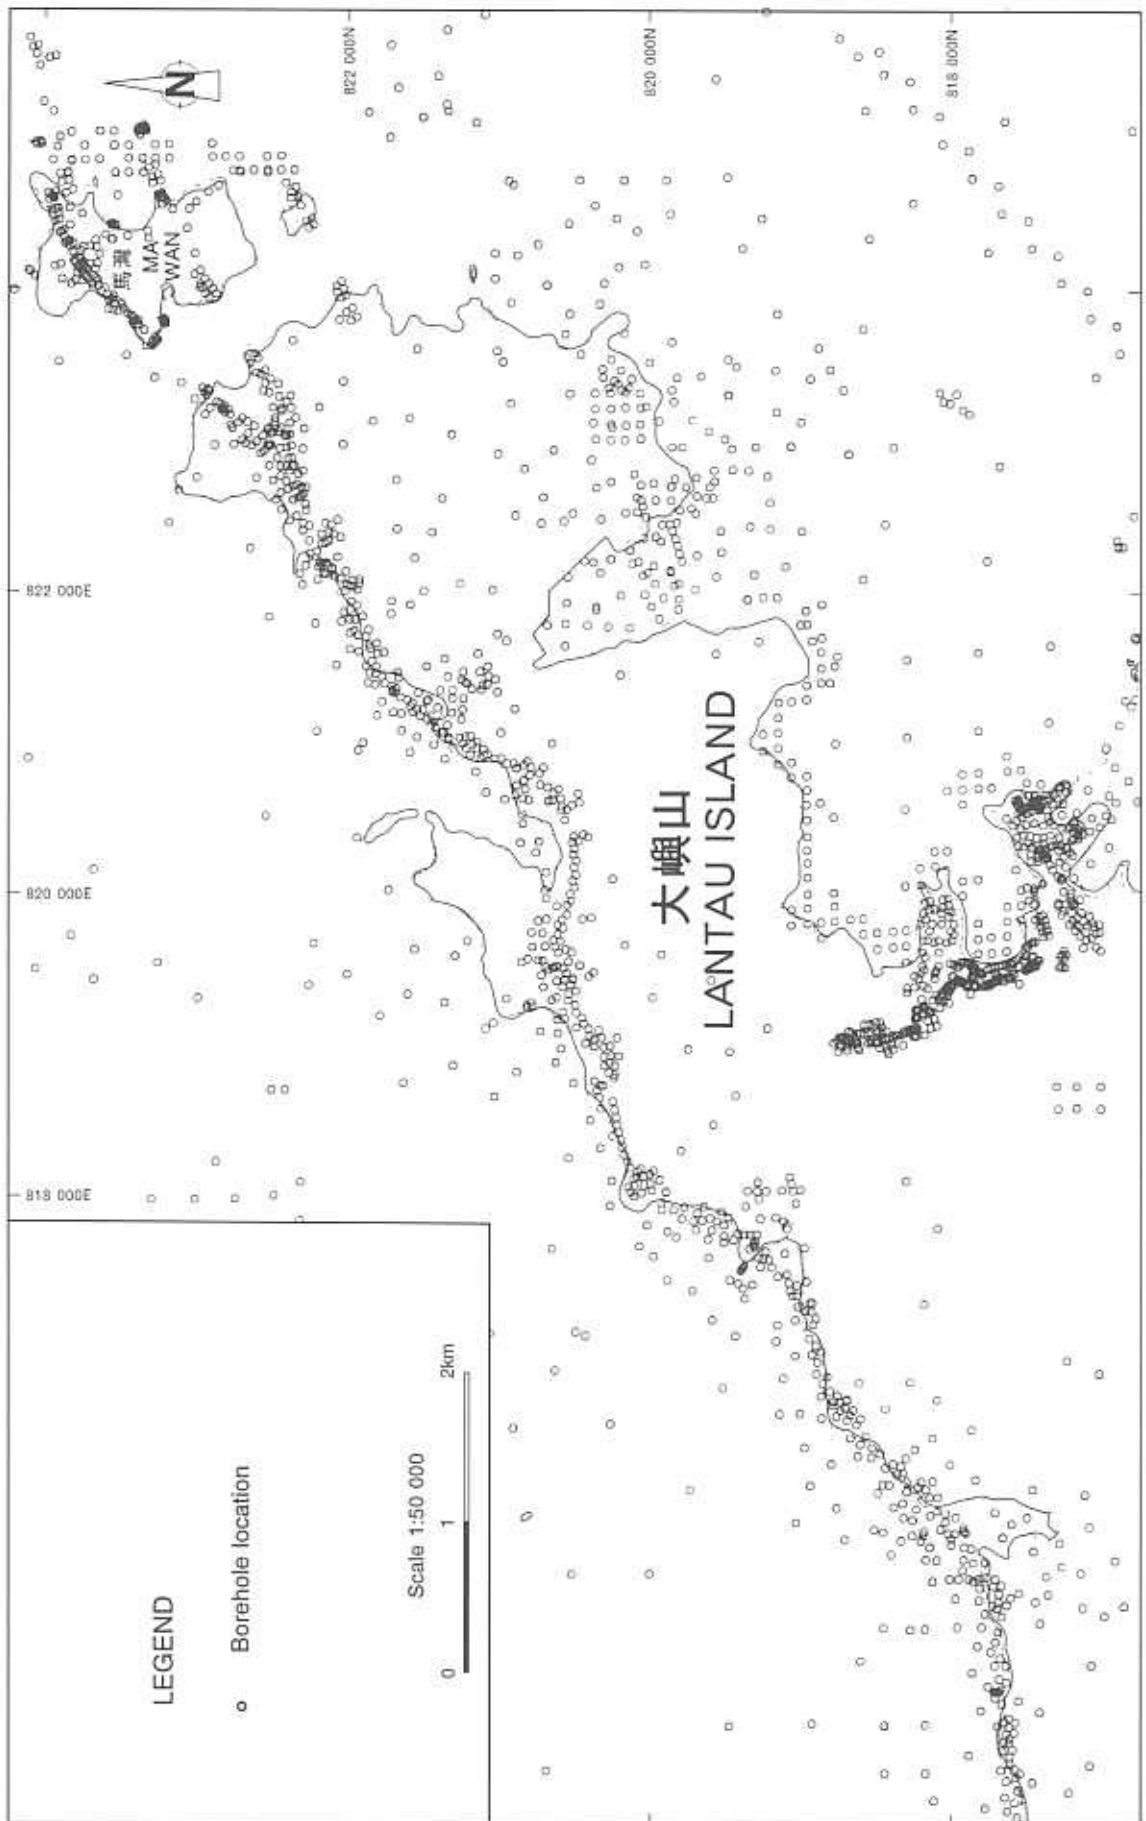 N
822 000N
820 000N
818 000N
馬灣
MA
WAN
822 000E
820 000E
818 000E
大嶼山
LANTAU ISLAND
LEGEND
Borehole location
Scale 1:50 000
0 1 2km